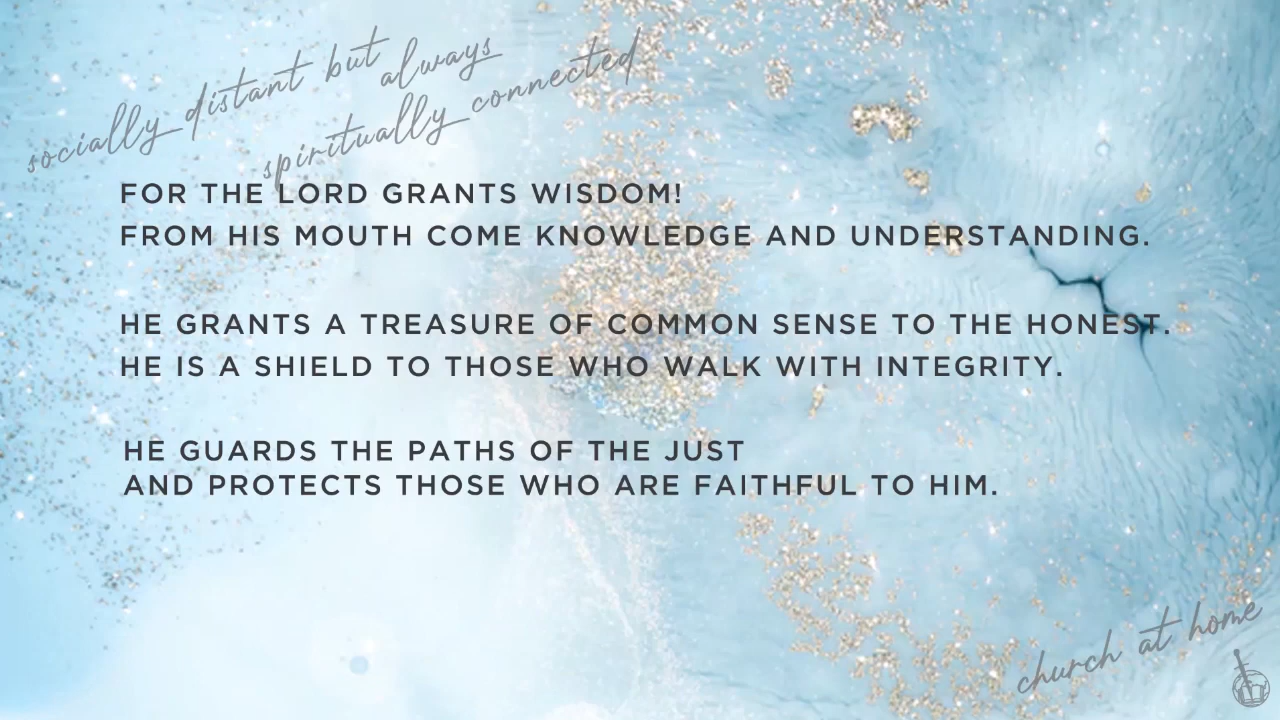 socially distant but always
spiritually connected
FOR THE LORD GRANTS WISDOM!
FROM HIS MOUTH COME KNOWLEDGE AND UNDERSTANDING.
HE GRANTS A TREASURE OF COMMON SENSE TO THE HONEST.
HE IS A SHIELD TO THOSE WHO WALK WITH INTEGRITY.
HE GUARDS THE PATHS OF THE JUST
AND PROTECTS THOSE WHO ARE FAITHFUL TO HIM.
church at home